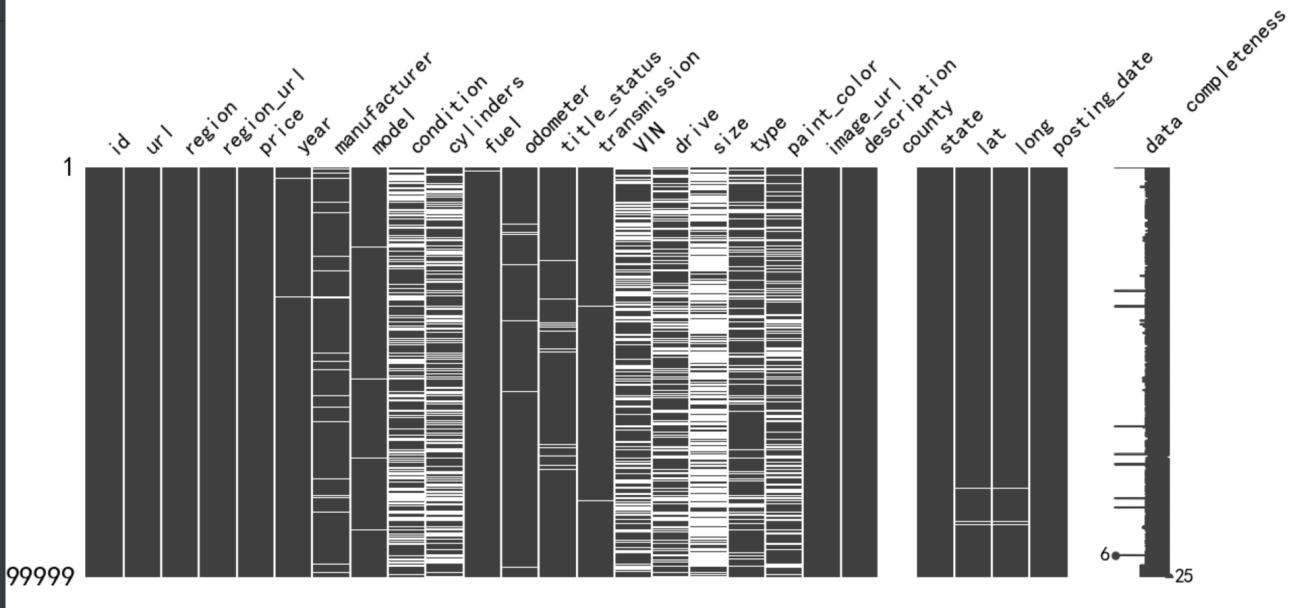 id
url
region
region_url
price
year
manufacturer
model
condition
cylinders
fuel
odometer
title_status
transmission
VIN
drive
size
type
paint_color
image_url
description
county
state
lat
long
posting_date
data completeness
1
6
25
99999